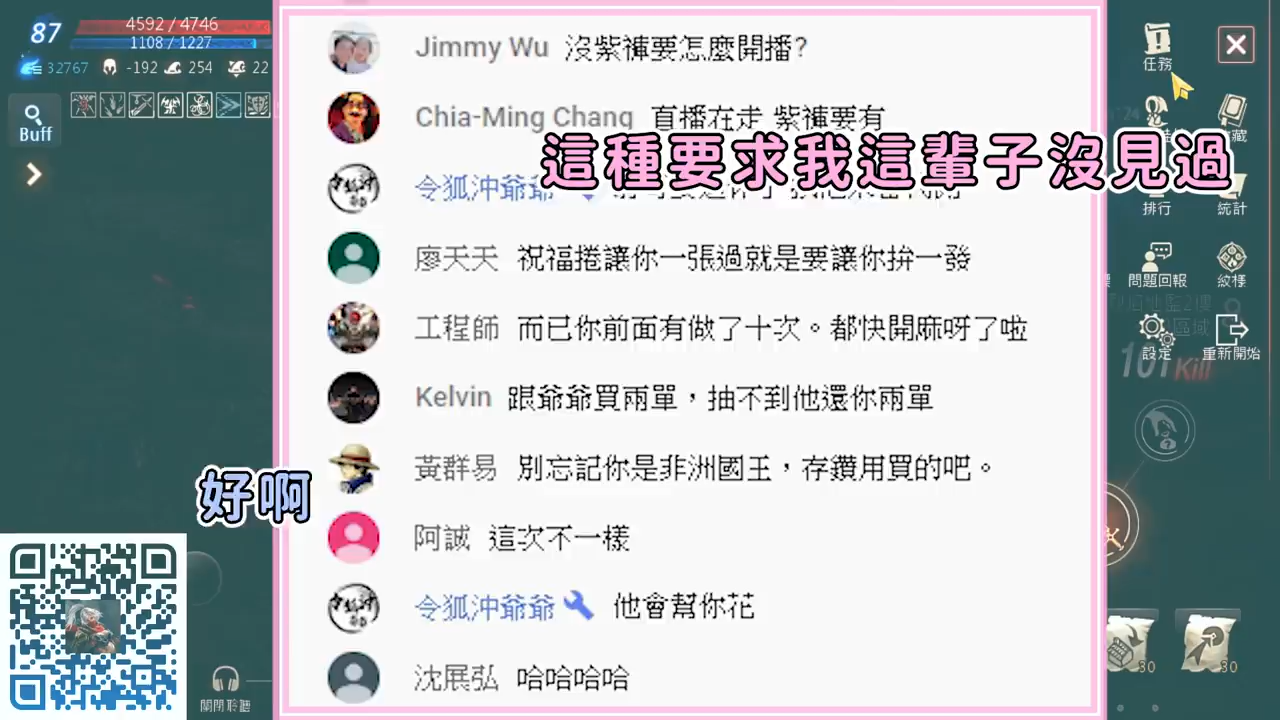 87
4592 / 4746
1108 / 1227
32767
-192
254
22
Buff
Jimmy Wu 沒紫褲要怎麼開播?
Chia-Ming Chang 直播在走 紫褲要有
這種要求我這輩子沒見過
令狐沖爺爺
廖天天 祝福捲讓你一張過就是要讓你拚一發
工程師 而已你前面有做了十次。都快開麻呀了啦
Kelvin 跟爺爺買兩單，抽不到他還你兩單
黃群易 別忘記你是非洲國王，存鑽用買的吧。
好啊
阿誠 這次不一樣
令狐沖爺爺 他會幫你花
沈展弘 哈哈哈哈
任務
排行
統計
問題回報
紋樣
設定
重新開始
101 Kill
30
30